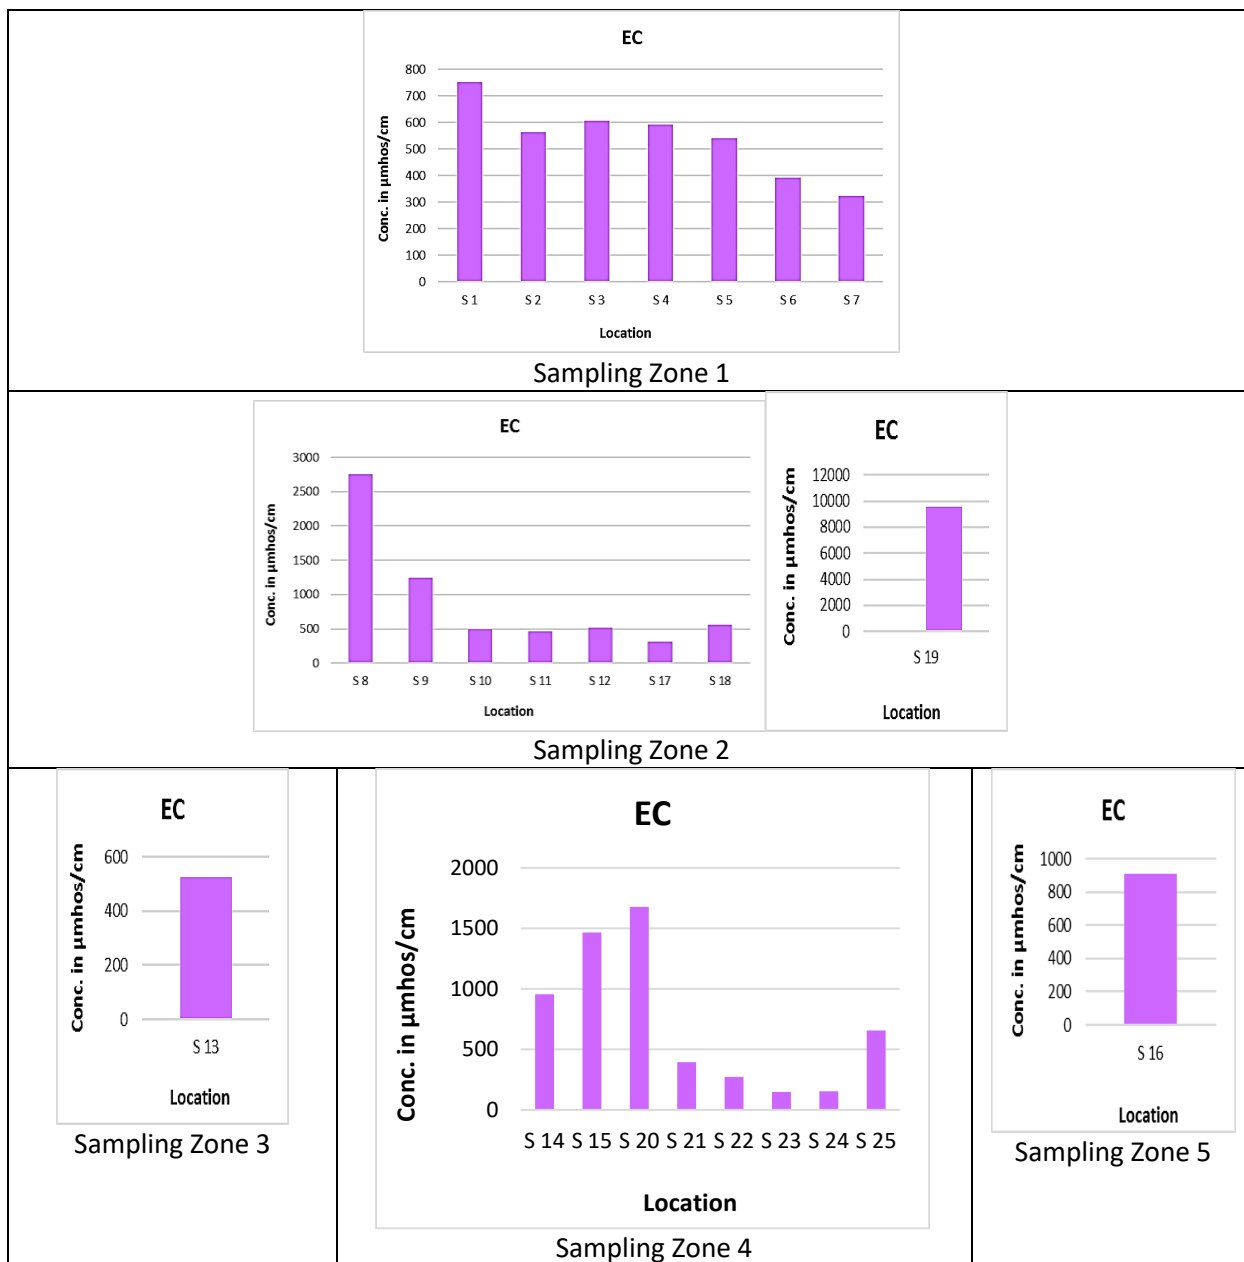 EC
Conc. in µmhos/cm
800
700
600
500
400
300
200
100
0
S 1 S 2 S 3 S 4 S 5 S 6 S 7
Location
Sampling Zone 1
EC
Conc. in µmhos/cm
3000
2500
2000
1500
1000
500
0
S 8 S 9 S 10 S 11 S 12 S 17 S 18
Location
EC
Conc. in µmhos/cm
12000
10000
8000
6000
4000
2000
0
S 19
Location
Sampling Zone 2
EC
Conc. in µmhos/cm
600
400
200
0
S 13
Location
Sampling Zone 3
EC
Conc. in µmhos/cm
2000
1500
1000
500
0
S 14 S 15 S 20 S 21 S 22 S 23 S 24 S 25
Location
Sampling Zone 4
EC
Conc. in µmhos/cm
1000
800
600
400
200
0
S 16
Location
Sampling Zone 5